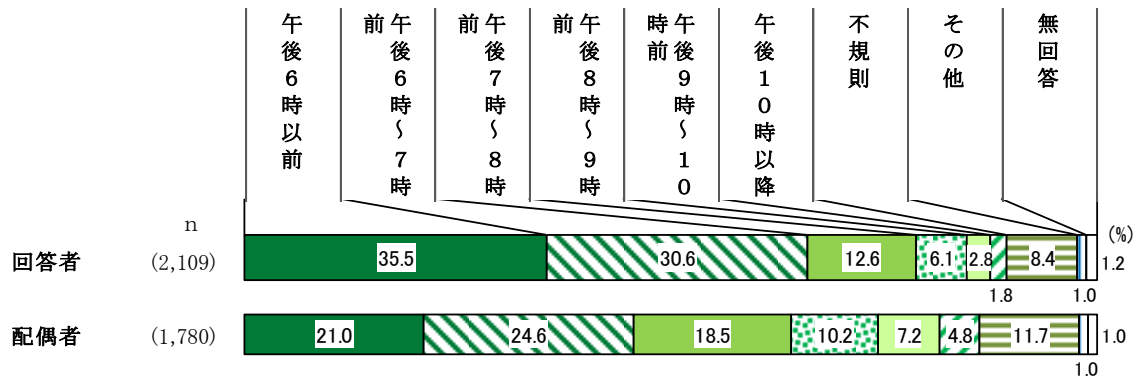 午後6時以前
午後6時～7時前
午後7時～8時前
午後8時～9時前
午後9時～10時前
午後10時以降
不規則
その他
無回答
n
(%)
回答者 (2,109) 35.5 30.6 12.6 6.1 2.8 8.4 1.2
1.8 1.0
配偶者 (1,780) 21.0 24.6 18.5 10.2 7.2 4.8 11.7 1.0
1.0